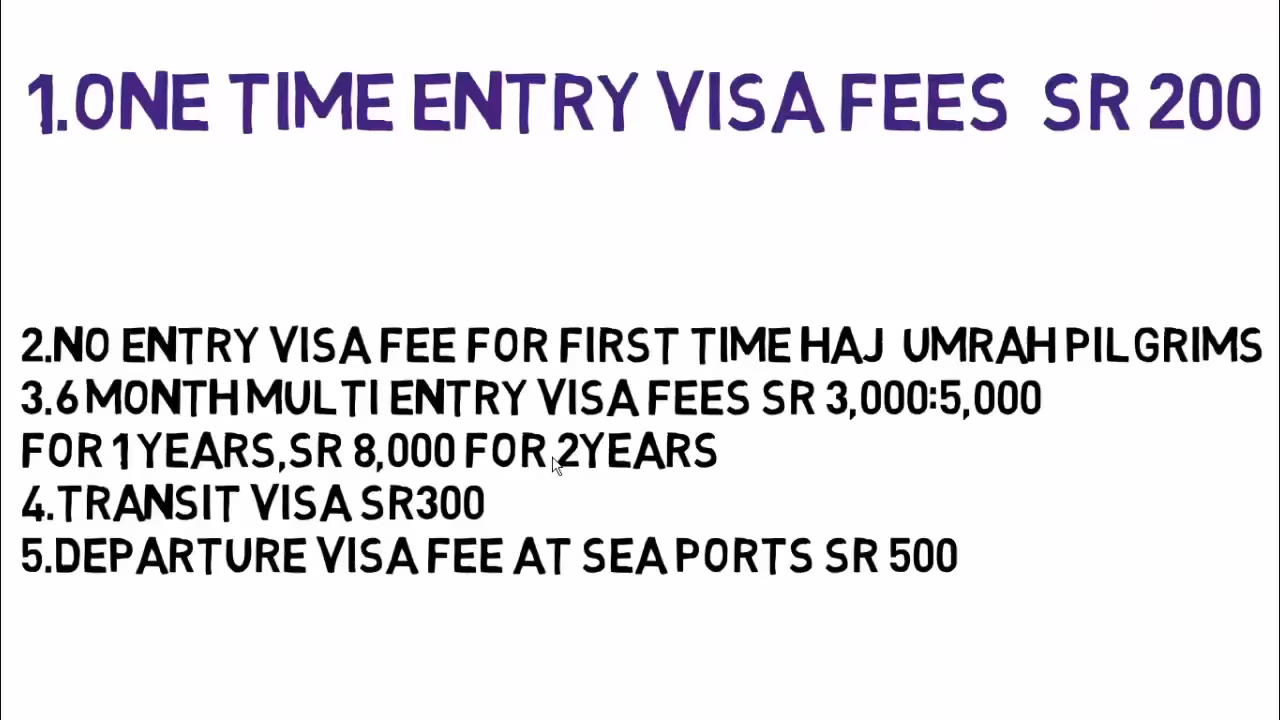 1.ONE TIME ENTRY VISA FEES SR 200
2.NO ENTRY VISA FEE FOR FIRST TIME HAJ UMRAH PILGRIMS
3.6 MONTH MULTI ENTRY VISA FEES SR 3,000:5,000
FOR 1 YEARS,SR 8,000 FOR 2YEARS
4.TRANSIT VISA SR300
5.DEPARTURE VISA FEE AT SEA PORTS SR 500